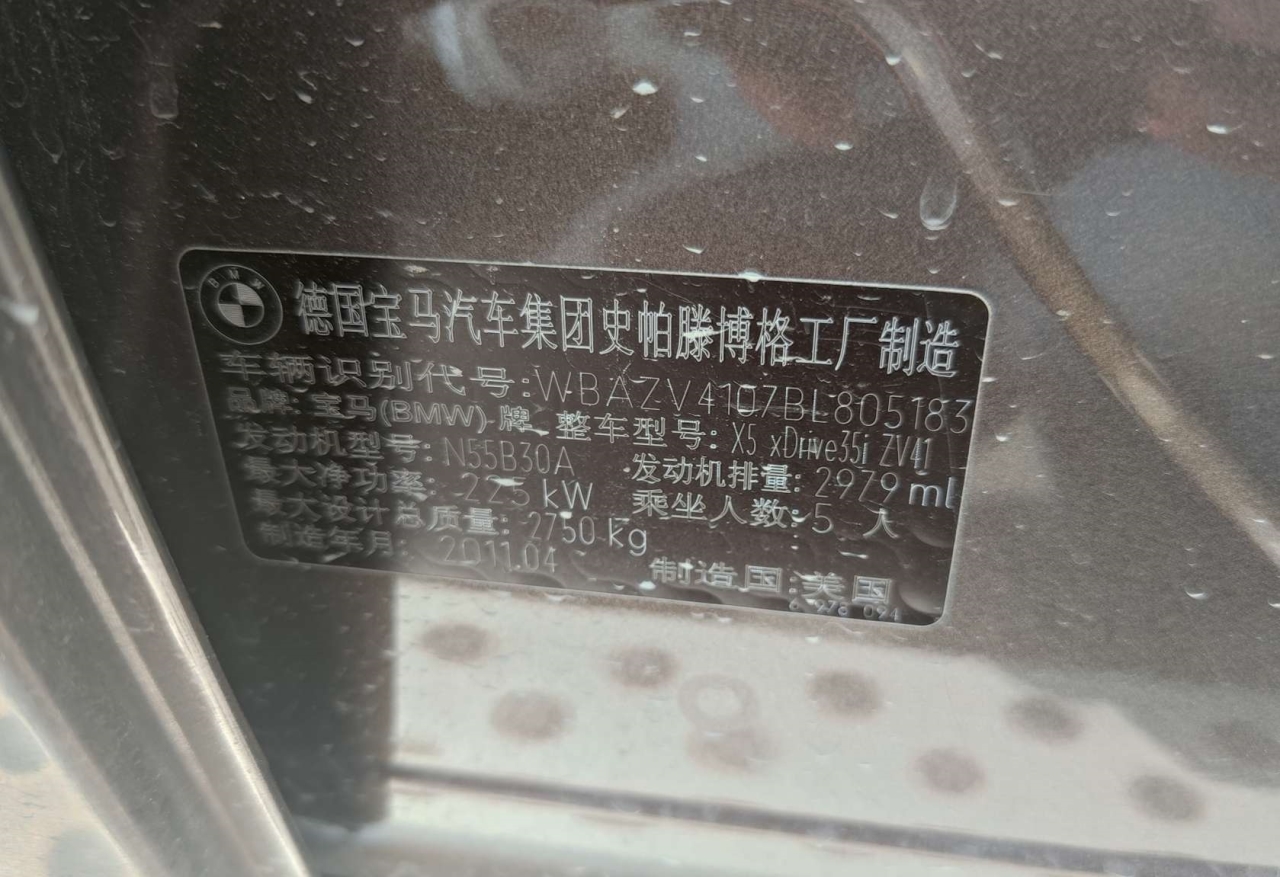 BMW
德国宝马汽车集团史帕滕博格工厂制造
车辆识别代号:WBAZV4107BL805183
品牌: 宝马(BMW)牌 整车型号: X5 xDrive35i ZV41
发动机型号: N55B30A 发动机排量: 2979 ml
最大净功率: 225 kW 乘坐人数: 5 人
最大设计总质量: 2750 kg
制造年月: 2011.04 制造国:美国